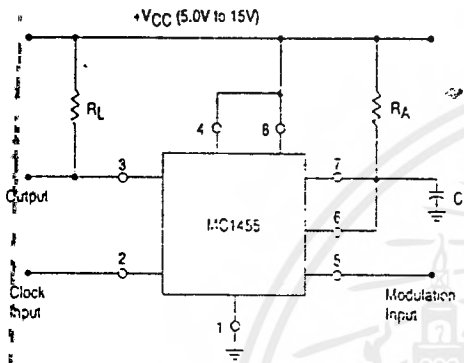 +VCC (5.0V to 15V)
RL
RA
4
8
3
7
Output
C
MC1455
6
2
5
Clock
Input
Modulation
Input
1